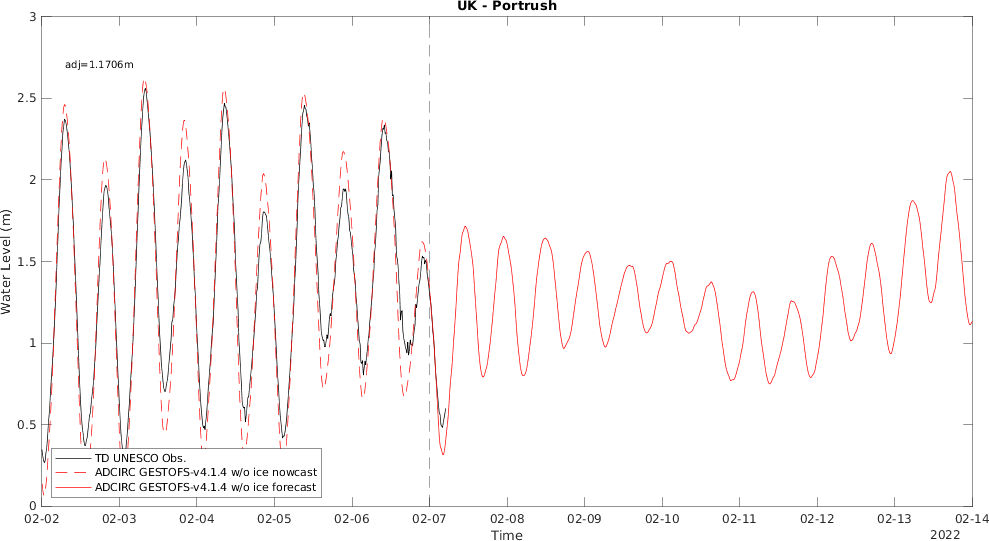 UK - Portrush
3
2.5
2
1.5
1
0.5
0
Water Level (m)
adj=1.1706m
TD UNESCO Obs.
ADCIRC GESTOFS-v4.1.4 w/o ice nowcast
ADCIRC GESTOFS-v4.1.4 w/o ice forecast
02-02 02-03 02-04 02-05 02-06 02-07 02-08 02-09 02-10 02-11 02-12 02-13 02-14
Time
2022